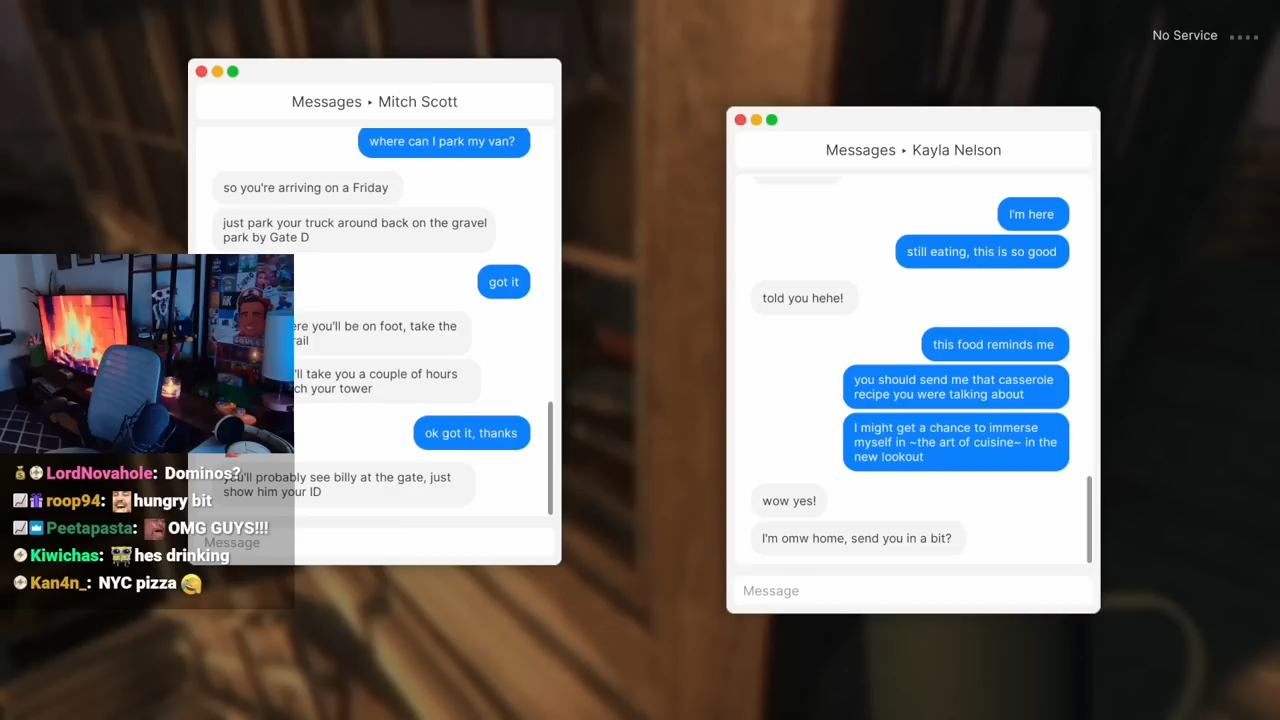 No Service
Messages ▸ Mitch Scott
where can I park my van?
so you're arriving on a Friday
just park your truck around back on the gravel
park by Gate D
got it
ere you'll be on foot, take the
rail
'll take you a couple of hours
ch your tower
ok got it, thanks
you'll probably see billy at the gate, just
show him your ID
Message
LordNovahole: Dominos?
roop94: hungry bit
Peetapasta: OMG GUYS!!!
Kiwichas: hes drinking
Kan4n_: NYC pizza
Messages ▸ Kayla Nelson
I'm here
still eating, this is so good
told you hehe!
this food reminds me
you should send me that casserole
recipe you were talking about
I might get a chance to immerse
myself in ~the art of cuisine~ in the
new lookout
wow yes!
I'm omw home, send you in a bit?
Message